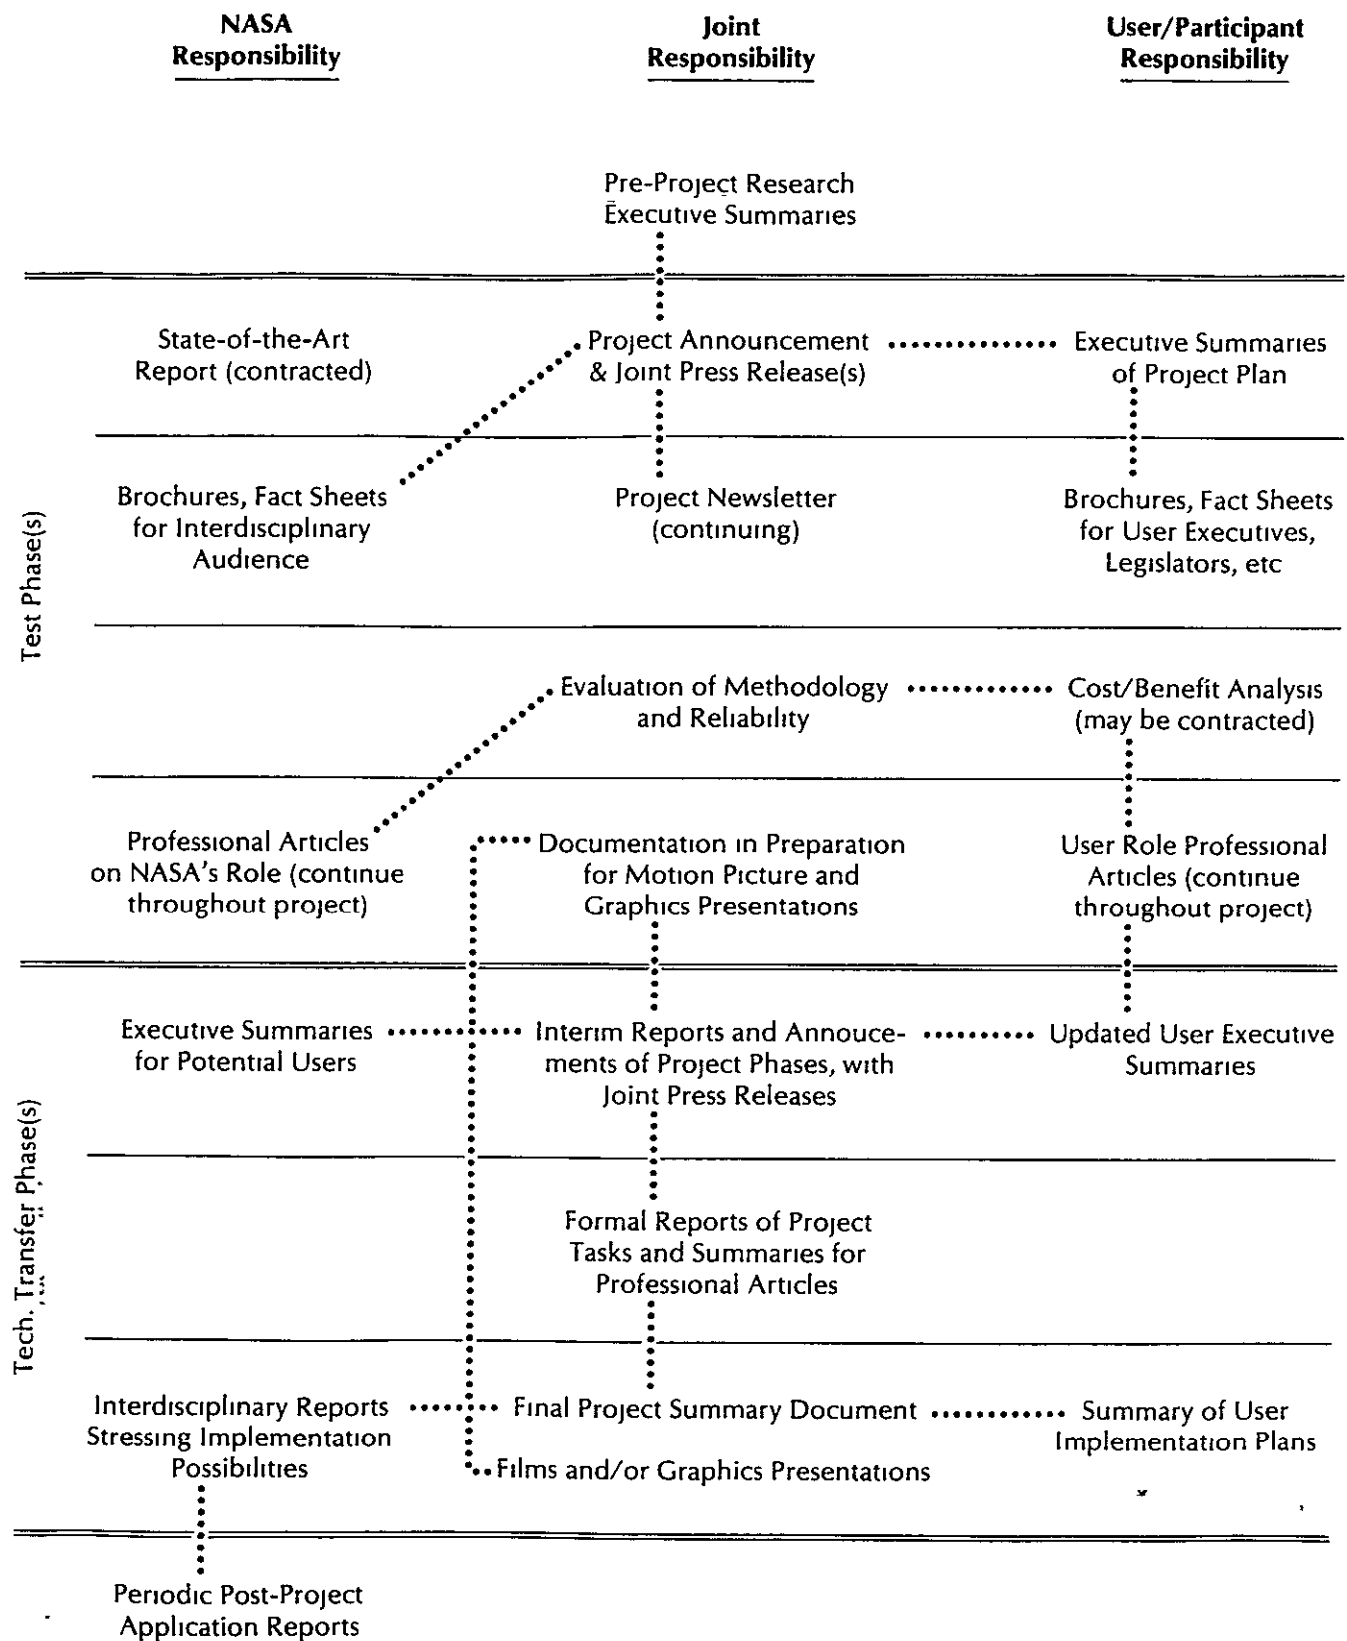 NASA
Responsibility
Joint
Responsibility
User/Participant
Responsibility
Pre-Project Research
Executive Summaries
Test Phase(s)
State-of-the-Art
Report (contracted)
Project Announcement
& Joint Press Release(s)
Executive Summaries
of Project Plan
Brochures, Fact Sheets
for Interdisciplinary
Audience
Project Newsletter
(continuing)
Brochures, Fact Sheets
for User Executives,
Legislators, etc
Evaluation of Methodology
and Reliability
Cost/Benefit Analysis
(may be contracted)
Professional Articles
on NASA's Role (continue
throughout project)
Documentation in Preparation
for Motion Picture and
Graphics Presentations
User Role Professional
Articles (continue
throughout project)
Tech. Transfer Phase(s)
Executive Summaries
for Potential Users
Interim Reports and Annouce-
ments of Project Phases, with
Joint Press Releases
Updated User Executive
Summaries
Formal Reports of Project
Tasks and Summaries for
Professional Articles
Interdisciplinary Reports
Stressing Implementation
Possibilities
Final Project Summary Document
Films and/or Graphics Presentations
Summary of User
Implementation Plans
Periodic Post-Project
Application Reports